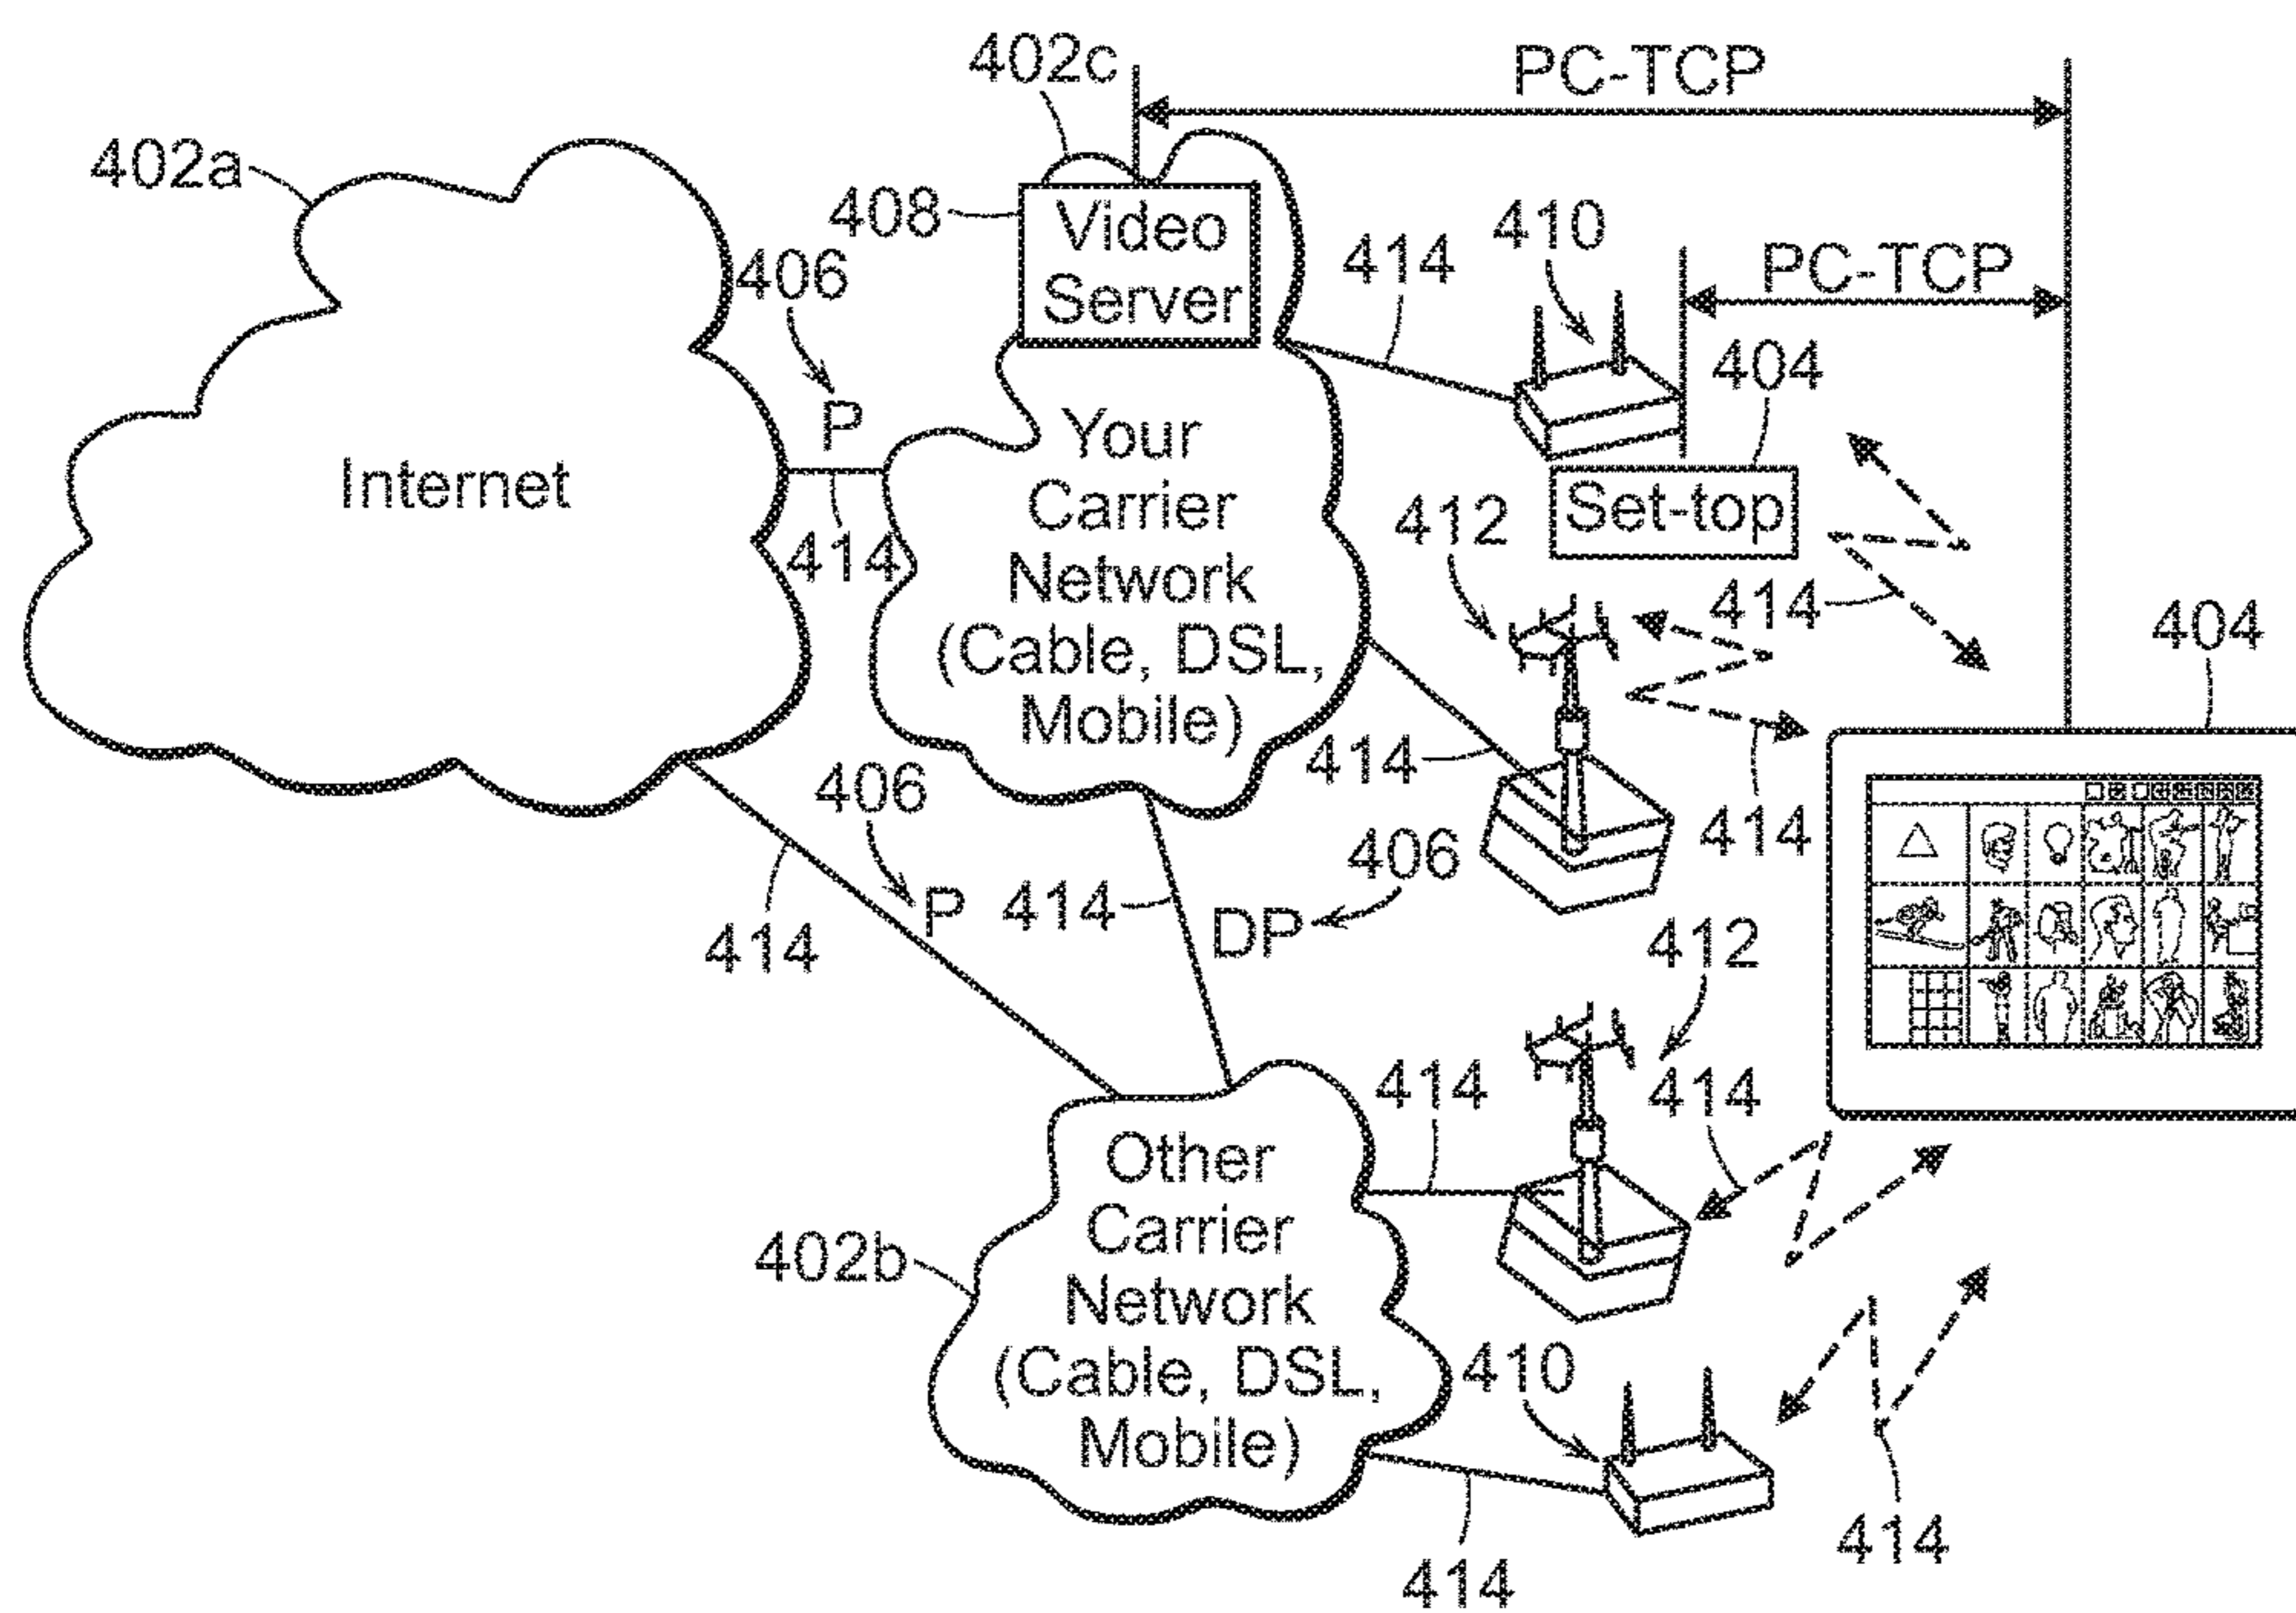 402c
PC-TCP
402a
408
Video
Server
406
414
410
PC-TCP
404
P
Internet
Your
Carrier
Network
(Cable, DSL,
Mobile)
414
412
Set-top
414
404
414
406
414
406
P
414
414
DP
412
414
414
Other
Carrier
Network
(Cable, DSL,
Mobile)
402b
410
414
414